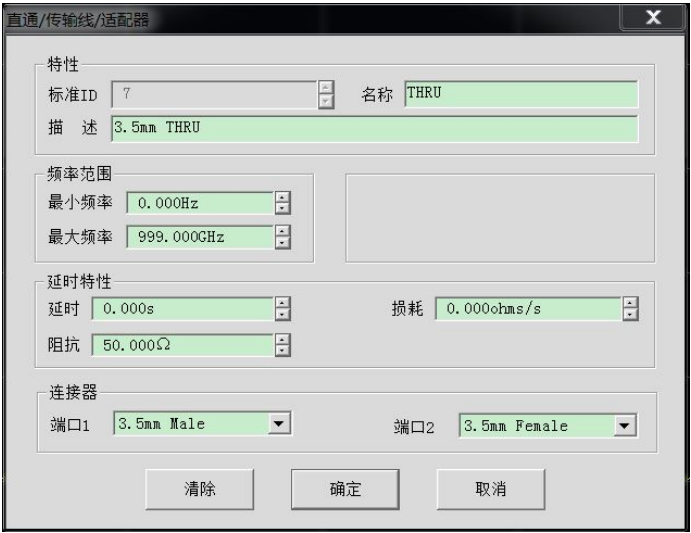 直通/传输线/适配器
特性
标准ID 7 名称 THRU
描 述 3.5mm THRU
频率范围
最小频率 0.000Hz
最大频率 999.000GHz
延时特性
延时 0.000s 损耗 0.000ohms/s
阻抗 50.000Ω
连接器
端口1 3.5mm Male 端口2 3.5mm Female
清除 确定 取消